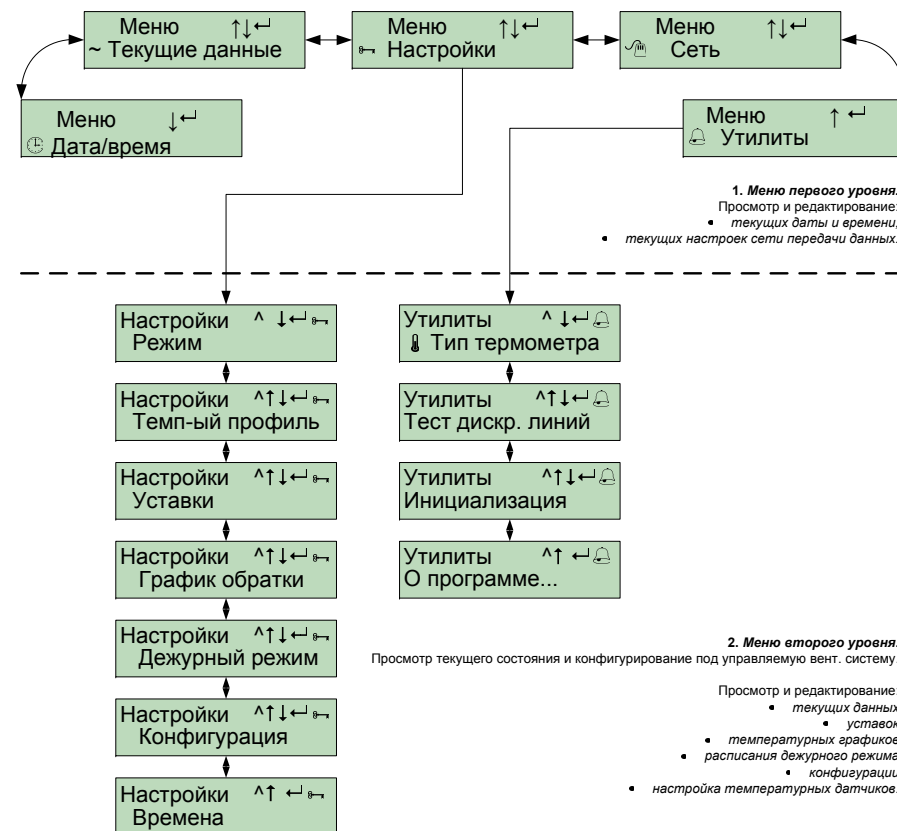 Меню ↑↓↵
~ Текущие данные
Меню ↑↓↵
Настройки
Меню ↑↓↵
Сеть
Меню ↓↵
Дата/время
Меню ↑ ↵
Утилиты
1. Меню первого уровня.
Просмотр и редактирование:
• текущих даты и времени,
• текущих настроек сети передачи данных.
Настройки ^ ↓↵
Режим
Настройки ^↑↓↵
Темп-ый профиль
Настройки ^↑↓↵
Уставки
Настройки ^↑↓↵
График обратки
Настройки ^↑↓↵
Дежурный режим
Настройки ^↑↓↵
Конфигурация
Настройки ^↑ ↵
Времена
Утилиты ^ ↓↵
Тип термометра
Утилиты ^↑↓↵
Тест дискр. линий
Утилиты ^↑↓↵
Инициализация
Утилиты ^↑ ↵
О программе...
2. Меню второго уровня.
Просмотр текущего состояния и конфигурирование под управляемую вент. систему.
Просмотр и редактирование:
• текущих данных
• уставок
• температурных графиков
• расписания дежурного режима
• конфигурации
• настройка температурных датчиков.